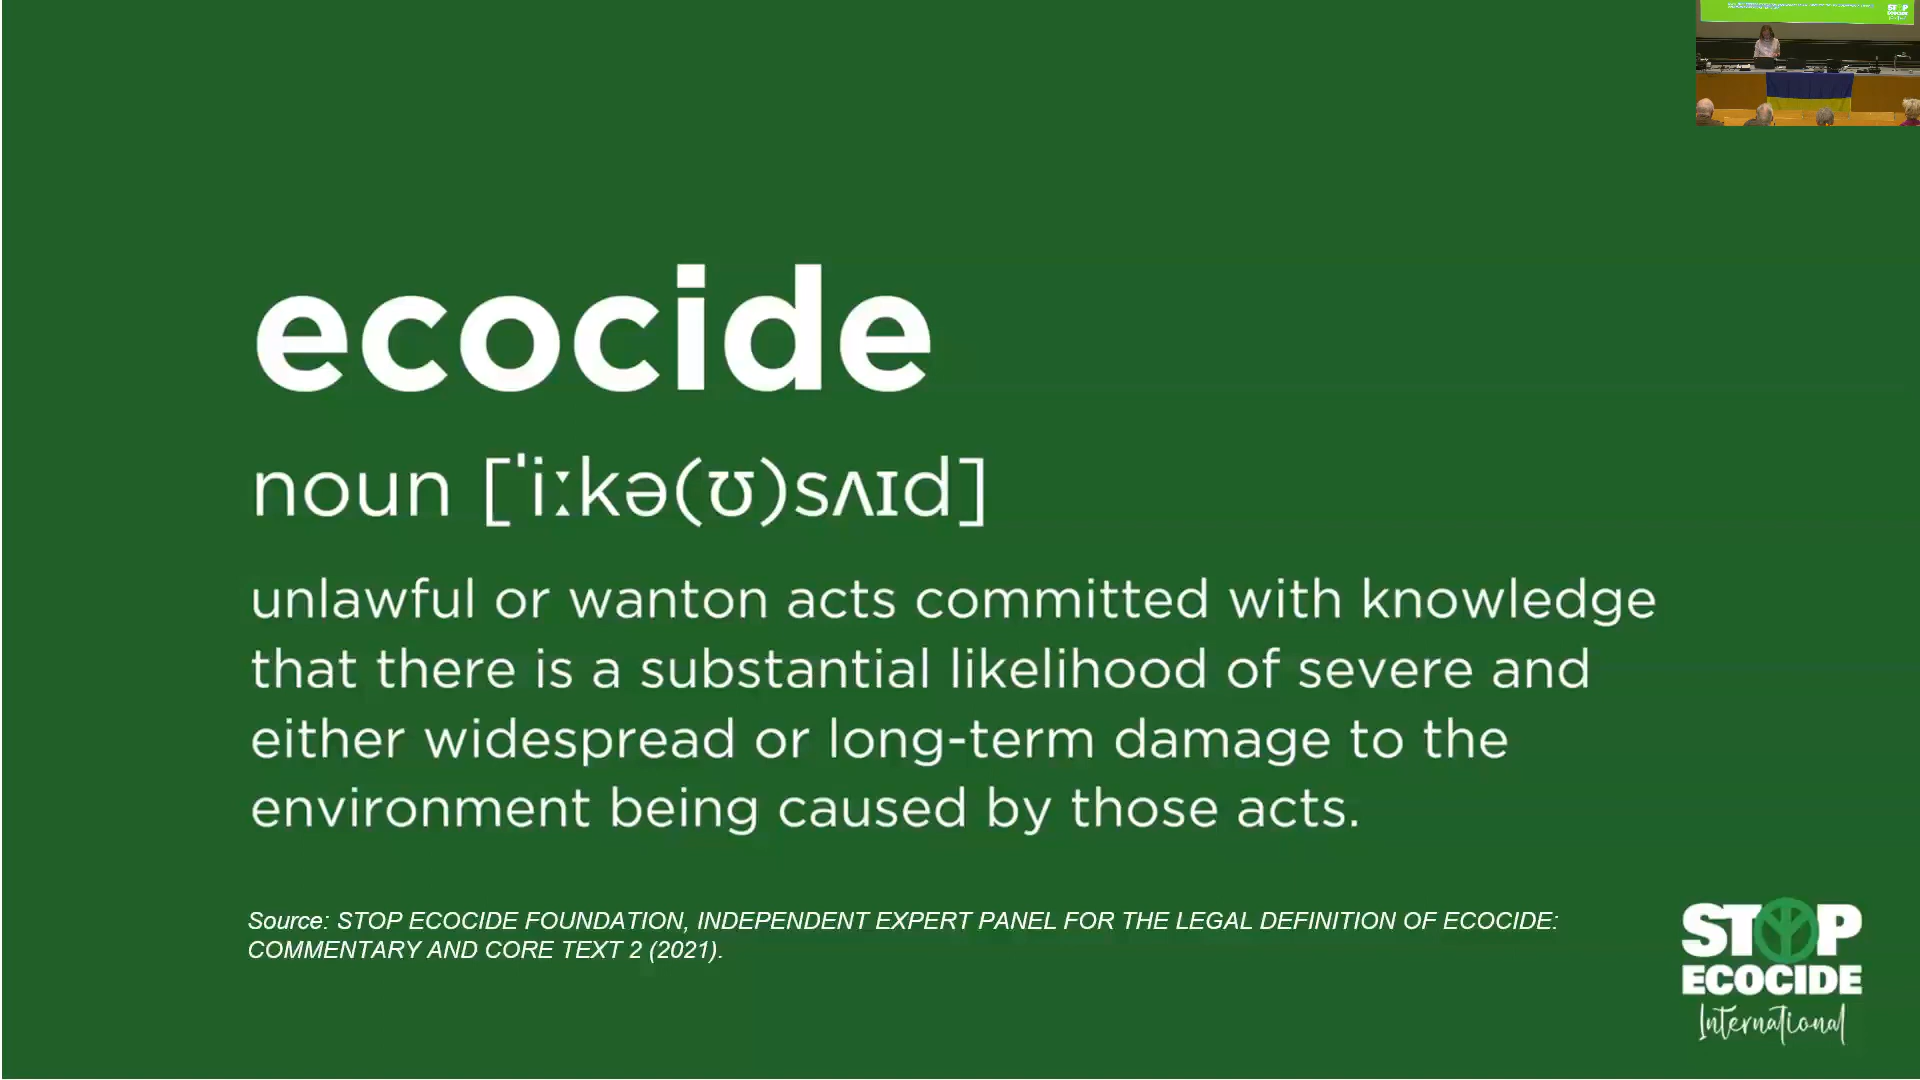 ecocide
noun [ˈiːkə(ʊ)sʌɪd]
unlawful or wanton acts committed with knowledge
that there is a substantial likelihood of severe and
either widespread or long-term damage to the
environment being caused by those acts.
Source: STOP ECOCIDE FOUNDATION, INDEPENDENT EXPERT PANEL FOR THE LEGAL DEFINITION OF ECOCIDE:
COMMENTARY AND CORE TEXT 2 (2021).
STOP
ECOCIDE
International
STOP
ECOCIDE